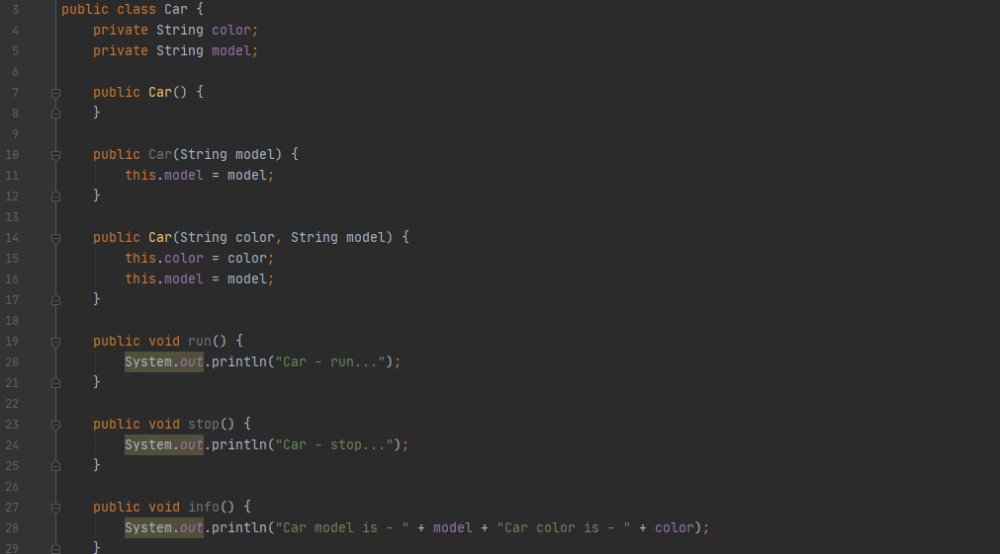 3 public class Car {
4     private String color;
5     private String model;
6
7     public Car() {
8     }
9
10     public Car(String model) {
11         this.model = model;
12     }
13
14     public Car(String color, String model) {
15         this.color = color;
16         this.model = model;
17     }
18
19     public void run() {
20         System.out.println("Car - run...");
21     }
22
23     public void stop() {
24         System.out.println("Car - stop...");
25     }
26
27     public void info() {
28         System.out.println("Car model is - " + model + "Car color is - " + color);
29     }